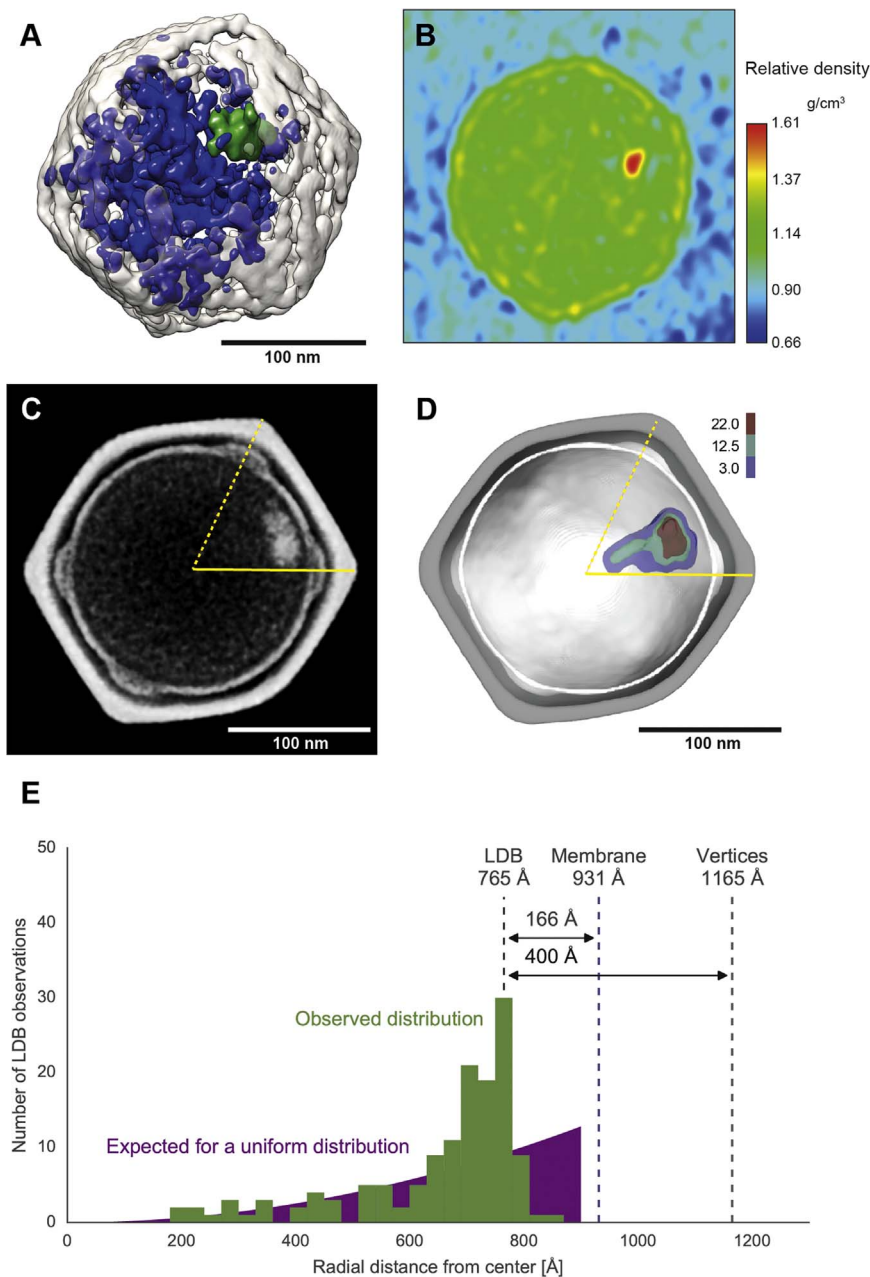 A
100 nm
B
Relative density
g/cm³
1.61
1.37
1.14
0.90
0.66
C
100 nm
D
22.0
12.5
3.0
100 nm
E
50
40
30
20
10
0
Number of LDB observations
LDB
765 Å
Membrane
931 Å
Vertices
1165 Å
166 Å
400 Å
Observed distribution
Expected for a uniform distribution
0
200
400
600
800
1000
1200
Radial distance from center [Å]